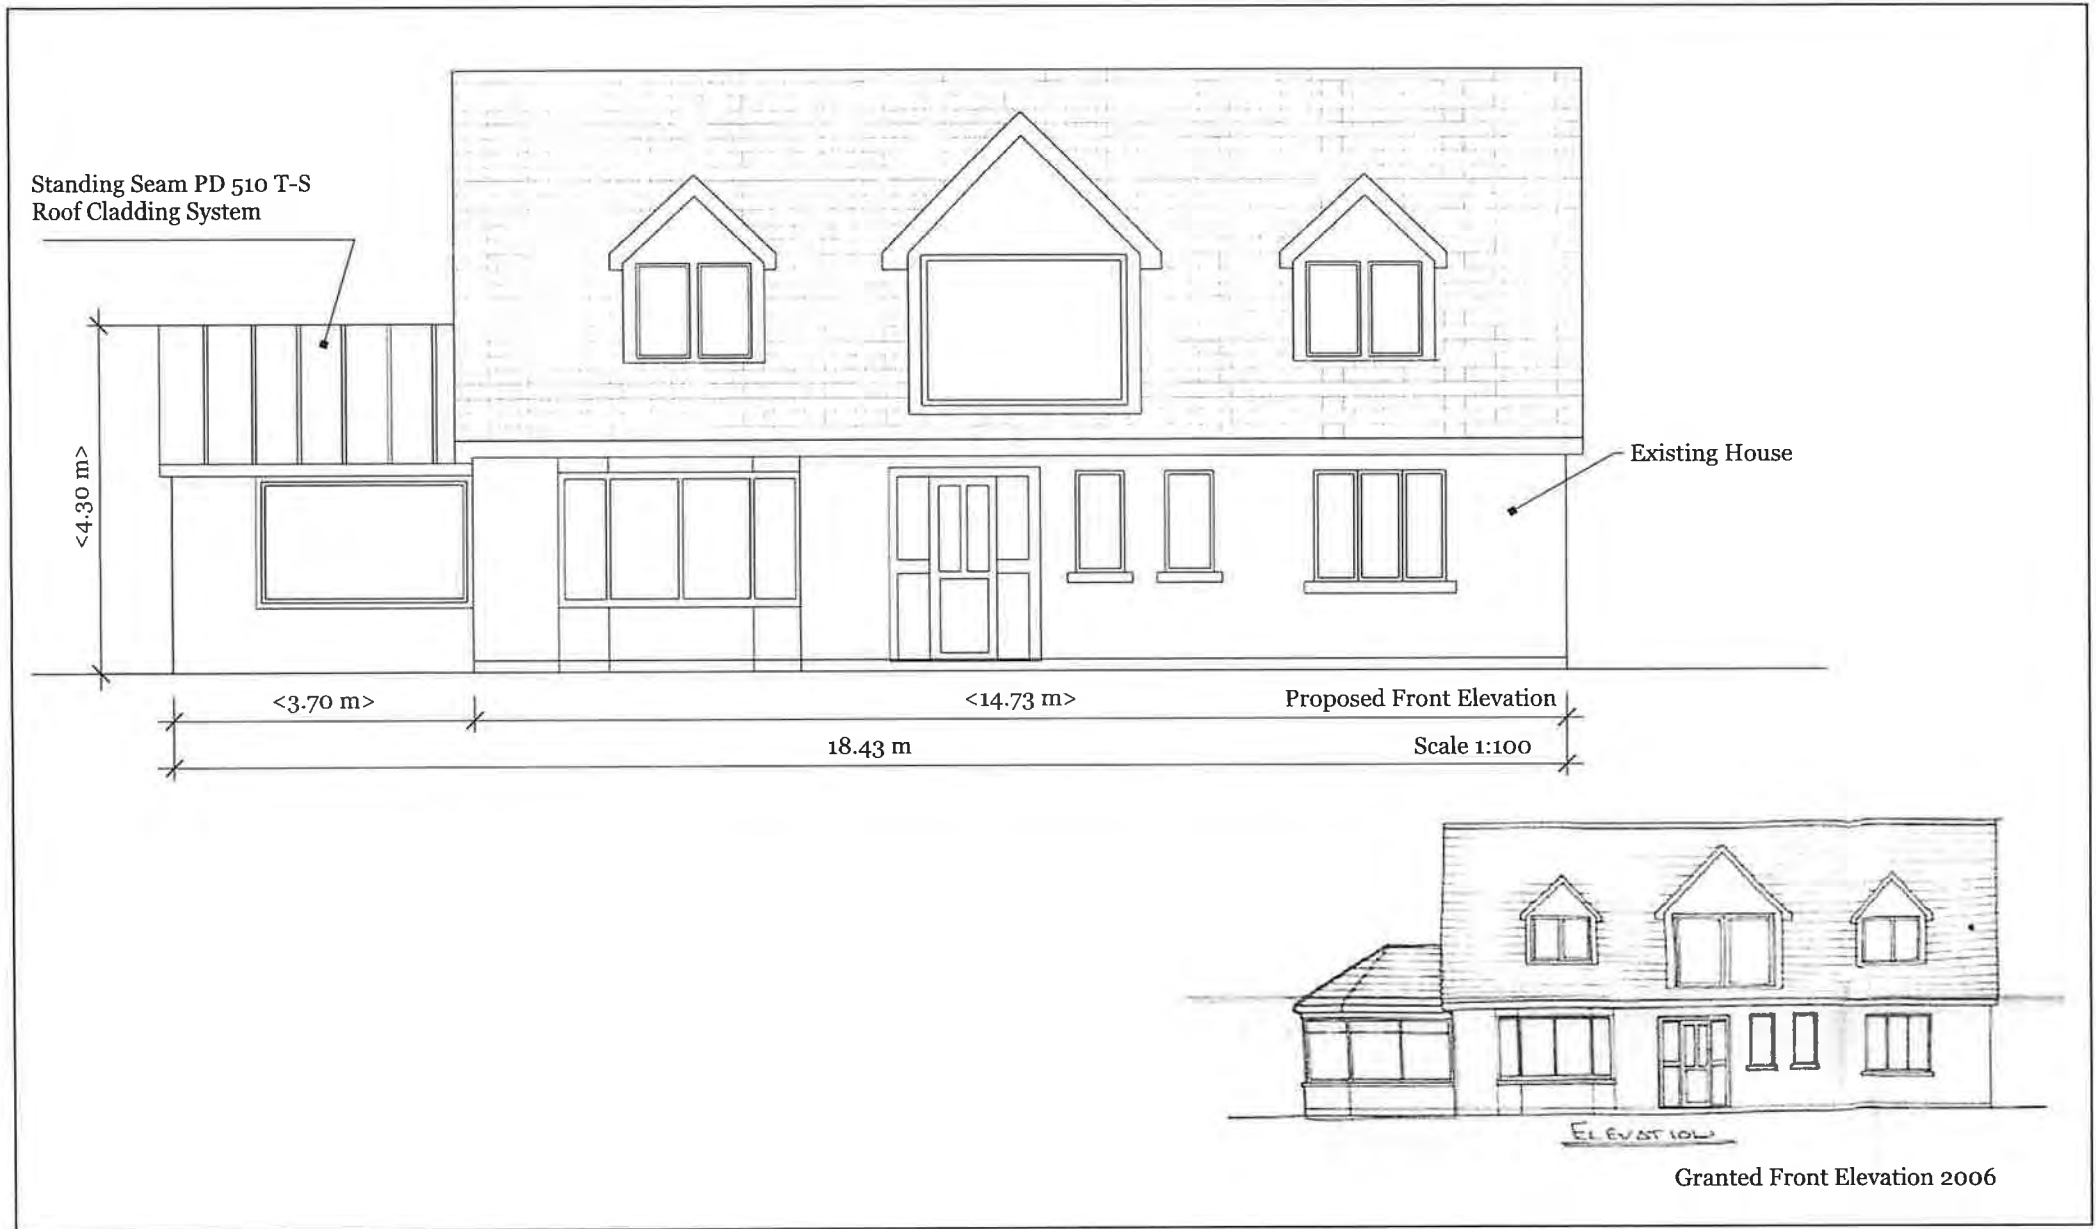 Standing Seam PD 510 T-S
Roof Cladding System
Existing House
<4.30 m>
<3.70 m>
<14.73 m>
Proposed Front Elevation
18.43 m
Scale 1:100
ELEVATION
Granted Front Elevation 2006